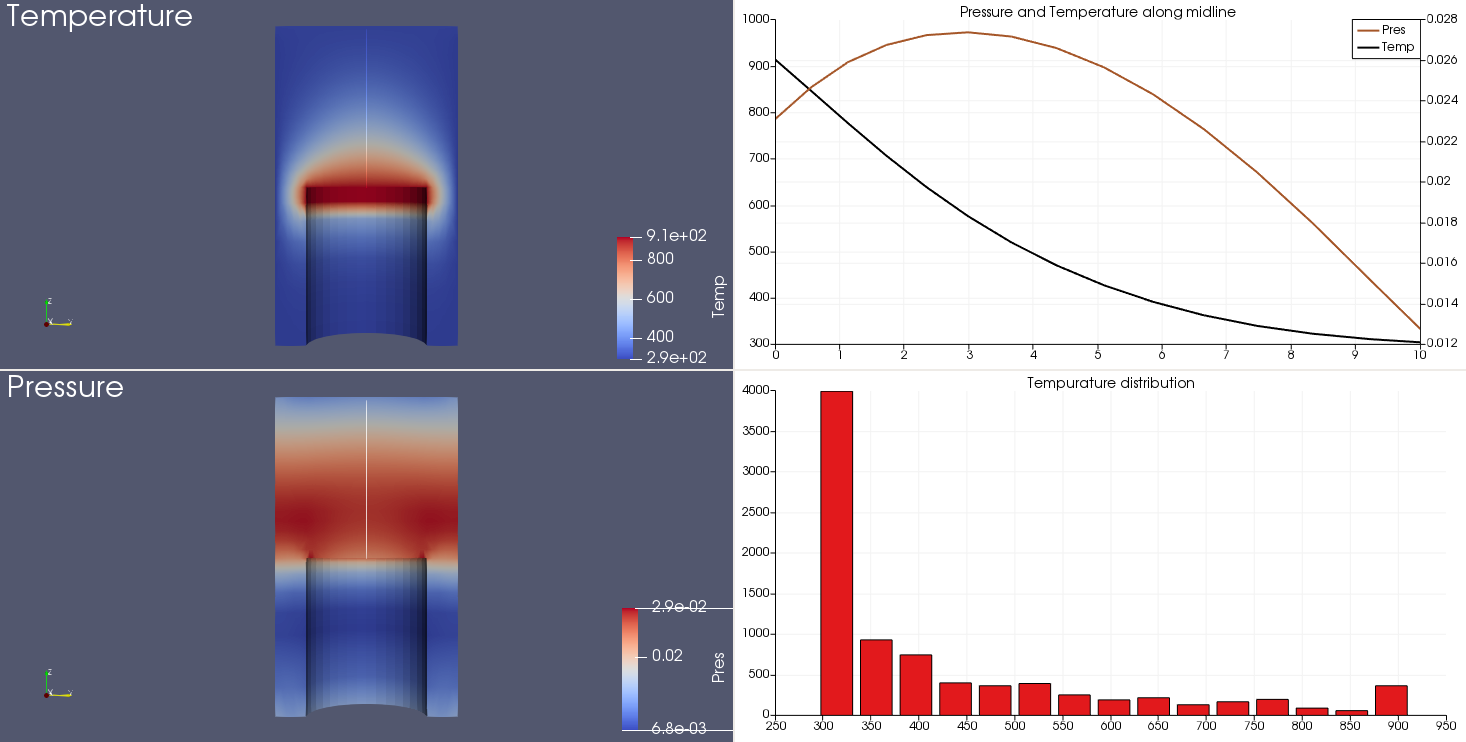 Temperature
9.1e+02
800
600
400
2.9e+02
Temp
Z
X
Y
Pressure and Temperature along midline
Pres
Temp
1000
900
800
700
600
500
400
300
0 1 2 3 4 5 6 7 8 9 10
0.028
0.026
0.024
0.022
0.02
0.018
0.016
0.014
0.012
Pressure
2.9e-02
0.02
6.8e-03
Pres
Z
X
Y
Tempurature distribution
4000
3500
3000
2500
2000
1500
1000
500
0
250 300 350 400 450 500 550 600 650 700 750 800 850 900 950